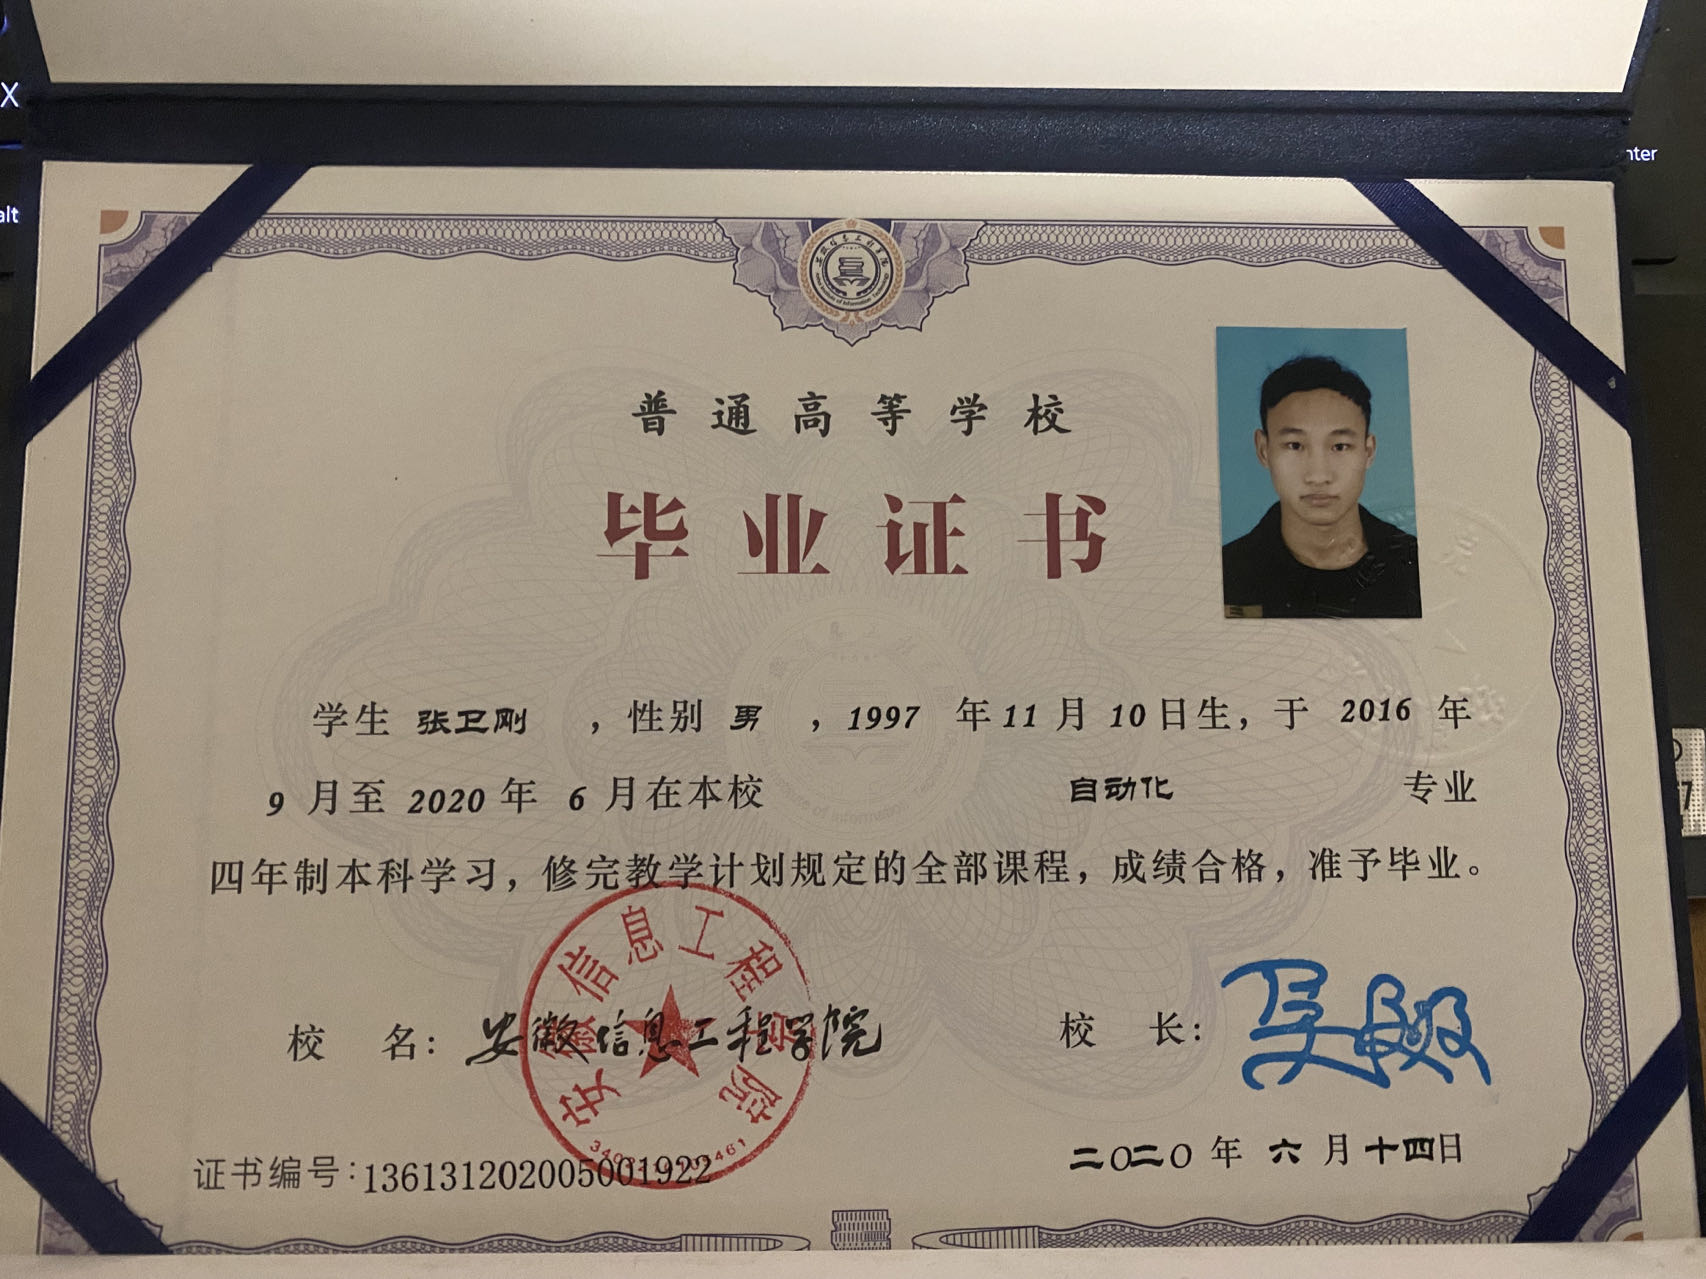 X
alt
nter
普通高等学校
毕业证书
学生 张卫刚 ，性别 男 ，1997 年 11 月 10 日生，于 2016 年
9 月至 2020 年 6 月在本校 自动化 专业
四年制本科学习，修完教学计划规定的全部课程，成绩合格，准予毕业。
安徽信息工程学院
校 名：安徽信息工程学院
校 长：
二〇二〇 年 六 月 十四日
证书编号：136131202005001922